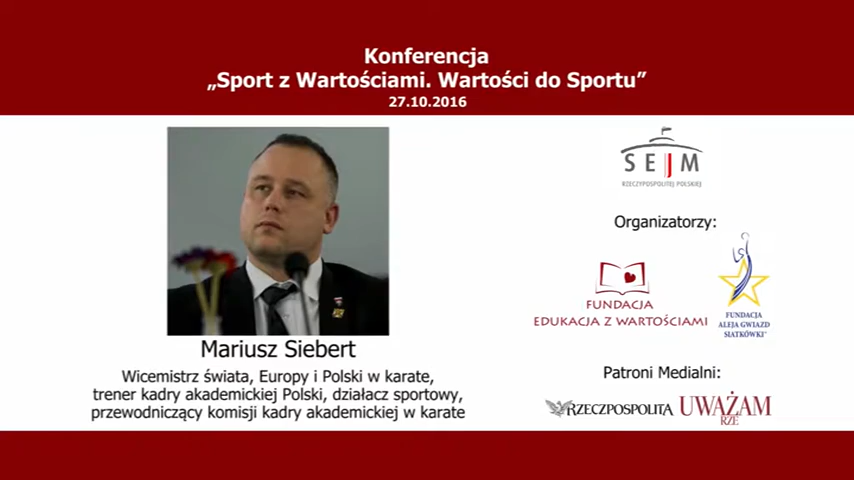 Konferencja
„Sport z Wartościami. Wartości do Sportu”
27.10.2016
SEJM
RZECZYPOSPOLITEJ POLSKIEJ
Organizatorzy:
FUNDACJA
EDUKACJA Z WARTOŚCIAMI
FUNDACJA
ALEJA GWIAZD
SIATKÓWKI
Mariusz Siebert
Wicemistrz świata, Europy i Polski w karate,
trener kadry akademickiej Polski, działacz sportowy,
przewodniczący komisji kadry akademickiej w karate
Patroni Medialni:
RZECZPOSPOLITA
UWAŻAM
RZE